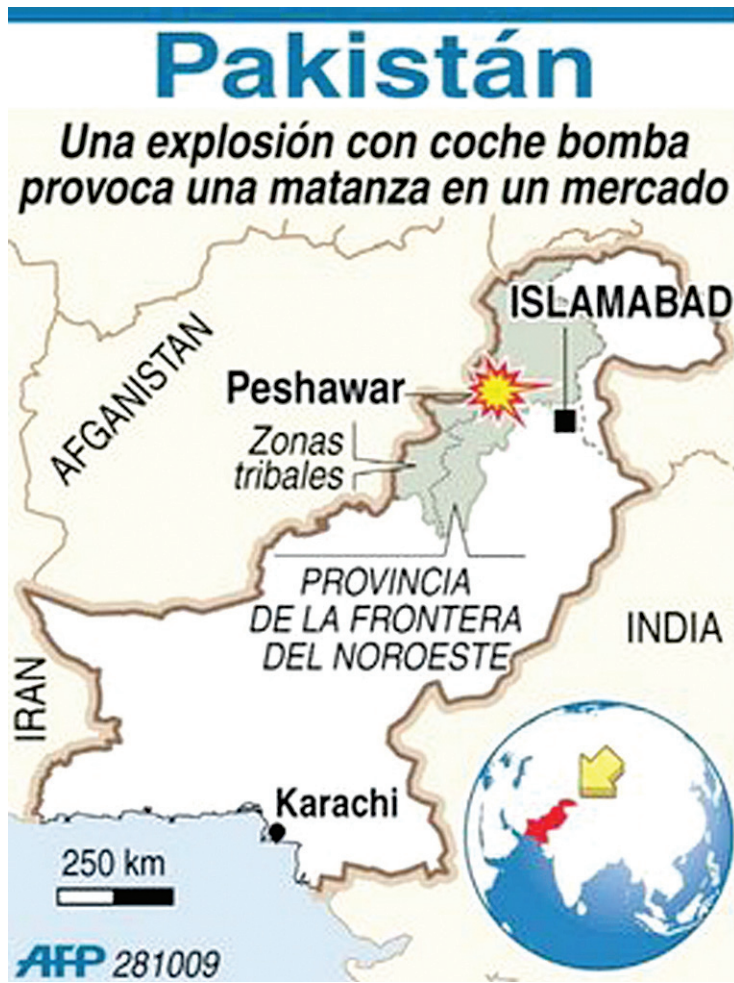 Pakistán
Una explosión con coche bomba
provoca una matanza en un mercado
ISLAMABAD
AFGANISTAN
Peshawar
Zonas
tribales
PROVINCIA
DE LA FRONTERA
DEL NOROESTE
INDIA
IRAN
Karachi
250 km
AFP 281009